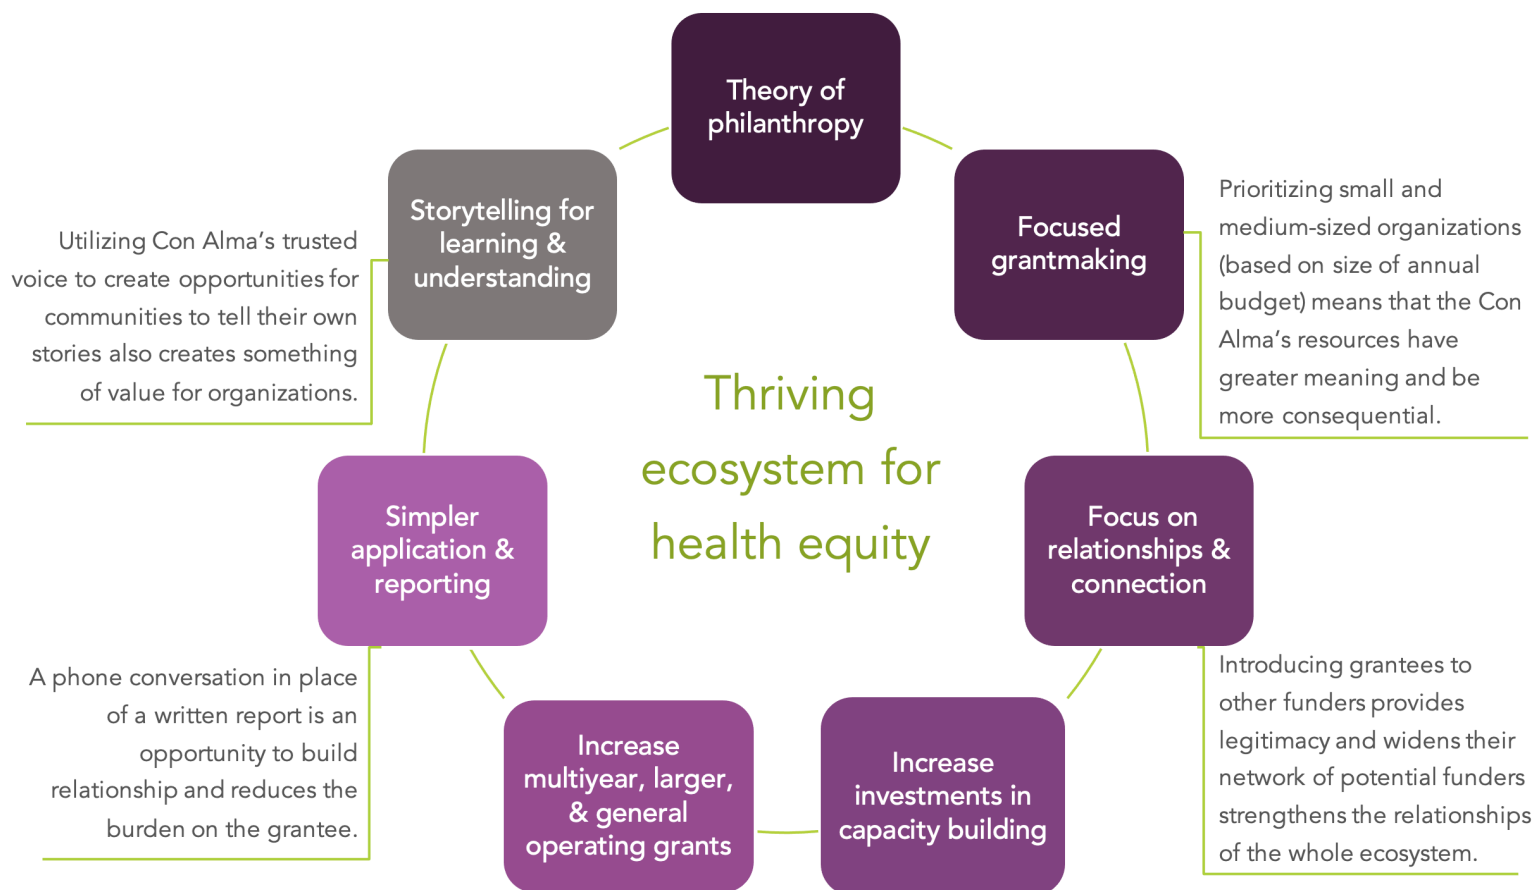 Theory of
philanthropy
Focused
grantmaking
Prioritizing small and
medium-sized organizations
(based on size of annual
budget) means that the Con
Alma’s resources have
greater meaning and be
more consequential.
Focus on
relationships &
connection
Introducing grantees to
other funders provides
legitimacy and widens their
network of potential funders
strengthens the relationships
of the whole ecosystem.
Increase
investments in
capacity building
Increase
multiyear, larger,
& general
operating grants
Simpler
application &
reporting
A phone conversation in place
of a written report is an
opportunity to build
relationship and reduces the
burden on the grantee.
Storytelling for
learning &
understanding
Utilizing Con Alma’s trusted
voice to create opportunities for
communities to tell their own
stories also creates something
of value for organizations.
Thriving
ecosystem for
health equity